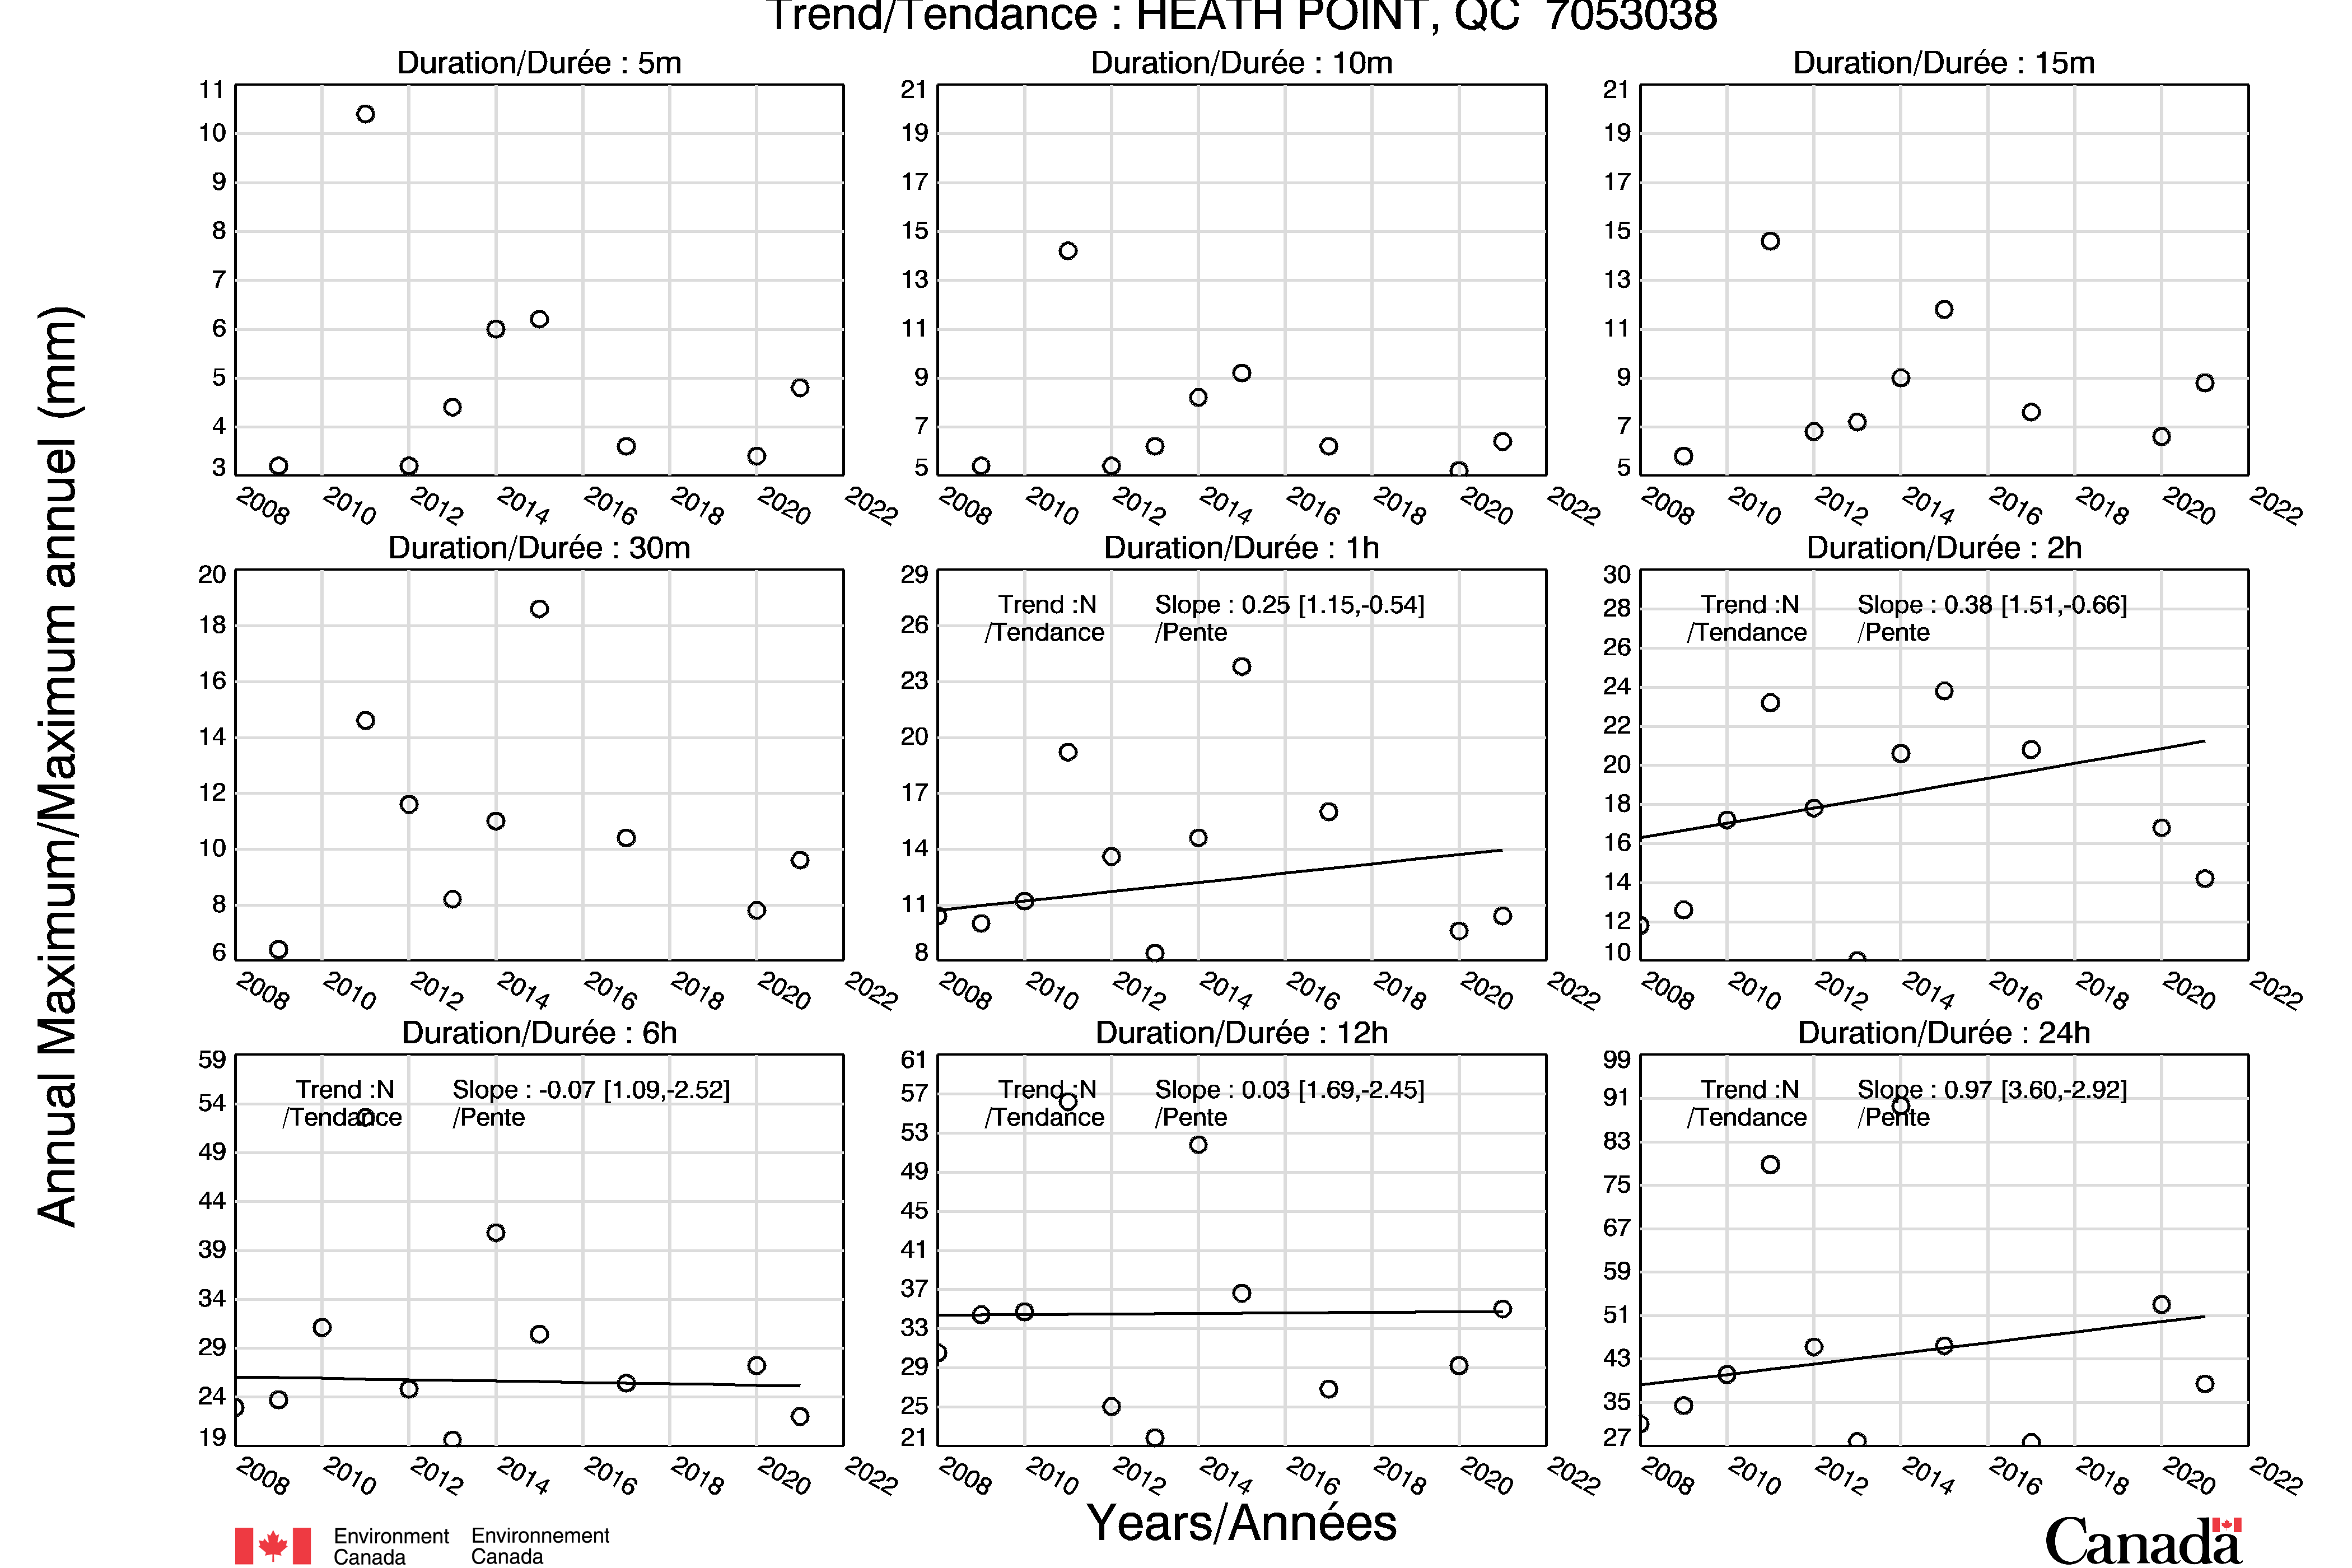 Trend/Tendance : HEATH POINT, QC 7053038
Annual Maximum/Maximum annuel (mm)
Duration/Durée : 5m
11
10
9
8
7
6
5
4
3
2008 2010 2012 2014 2016 2018 2020 2022
Duration/Durée : 10m
21
19
17
15
13
11
9
7
5
2008 2010 2012 2014 2016 2018 2020 2022
Duration/Durée : 15m
21
19
17
15
13
11
9
7
5
2008 2010 2012 2014 2016 2018 2020 2022
Duration/Durée : 30m
20
18
16
14
12
10
8
6
2008 2010 2012 2014 2016 2018 2020 2022
Duration/Durée : 1h
Trend :N Slope : 0.25 [1.15,-0.54]
/Tendance /Pente
29
26
23
20
17
14
11
8
2008 2010 2012 2014 2016 2018 2020 2022
Duration/Durée : 2h
Trend :N Slope : 0.38 [1.51,-0.66]
/Tendance /Pente
30
28
26
24
22
20
18
16
14
12
10
2008 2010 2012 2014 2016 2018 2020 2022
Duration/Durée : 6h
Trend :N Slope : -0.07 [1.09,-2.52]
/Tendance /Pente
59
54
49
44
39
34
29
24
19
2008 2010 2012 2014 2016 2018 2020 2022
Duration/Durée : 12h
Trend :N Slope : 0.03 [1.69,-2.45]
/Tendance /Pente
61
57
53
49
45
41
37
33
29
25
21
2008 2010 2012 2014 2016 2018 2020 2022
Duration/Durée : 24h
Trend :N Slope : 0.97 [3.60,-2.92]
/Tendance /Pente
99
91
83
75
67
59
51
43
35
27
2008 2010 2012 2014 2016 2018 2020 2022
Years/Années
Environment Environnement
Canada Canada
Canada